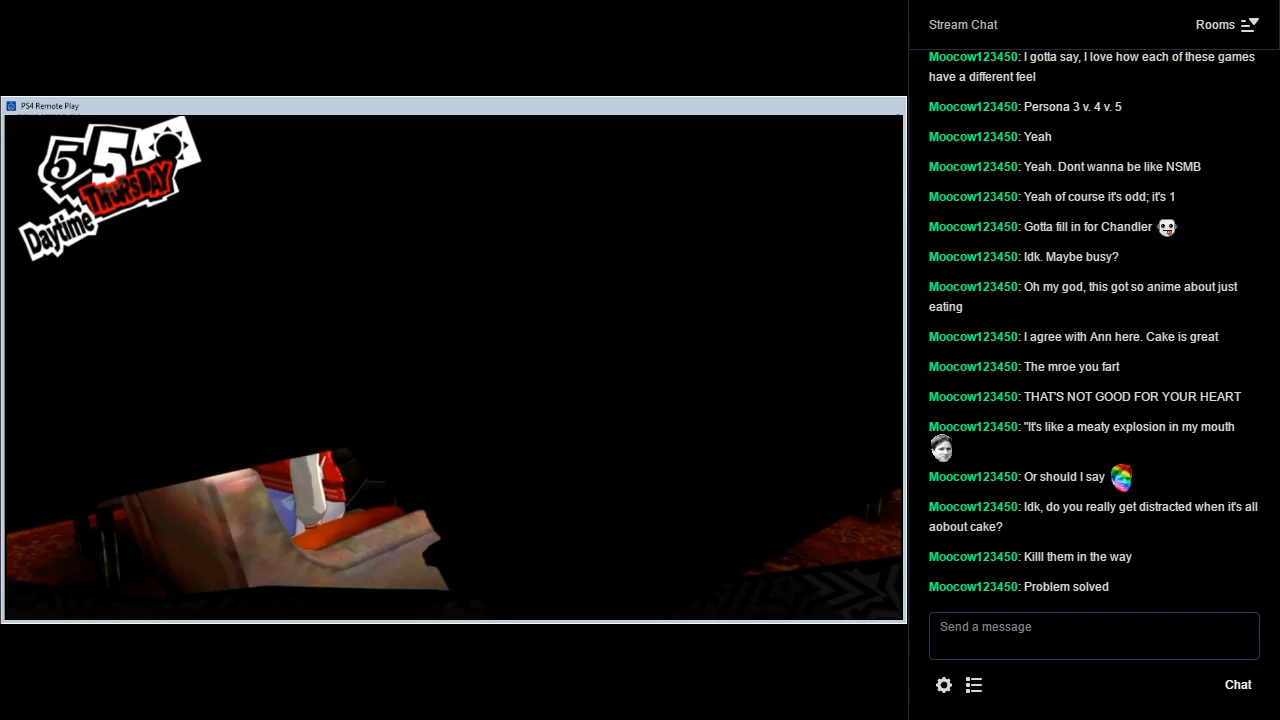 Stream Chat
Rooms
Moocow123450: I gotta say, I love how each of these games
have a different feel
Moocow123450: Persona 3 v. 4 v. 5
Moocow123450: Yeah
Moocow123450: Yeah. Dont wanna be like NSMB
Moocow123450: Yeah of course it's odd; it's 1
Moocow123450: Gotta fill in for Chandler
Moocow123450: Idk. Maybe busy?
Moocow123450: Oh my god, this got so anime about just
eating
Moocow123450: I agree with Ann here. Cake is great
Moocow123450: The mroe you fart
Moocow123450: THAT'S NOT GOOD FOR YOUR HEART
Moocow123450: "It's like a meaty explosion in my mouth
Moocow123450: Or should I say
Moocow123450: Idk, do you really get distracted when it's all
aobout cake?
Moocow123450: Killl them in the way
Moocow123450: Problem solved
Send a message
Chat
PS4 Remote Play
5 5
THURSDAY
Daytime